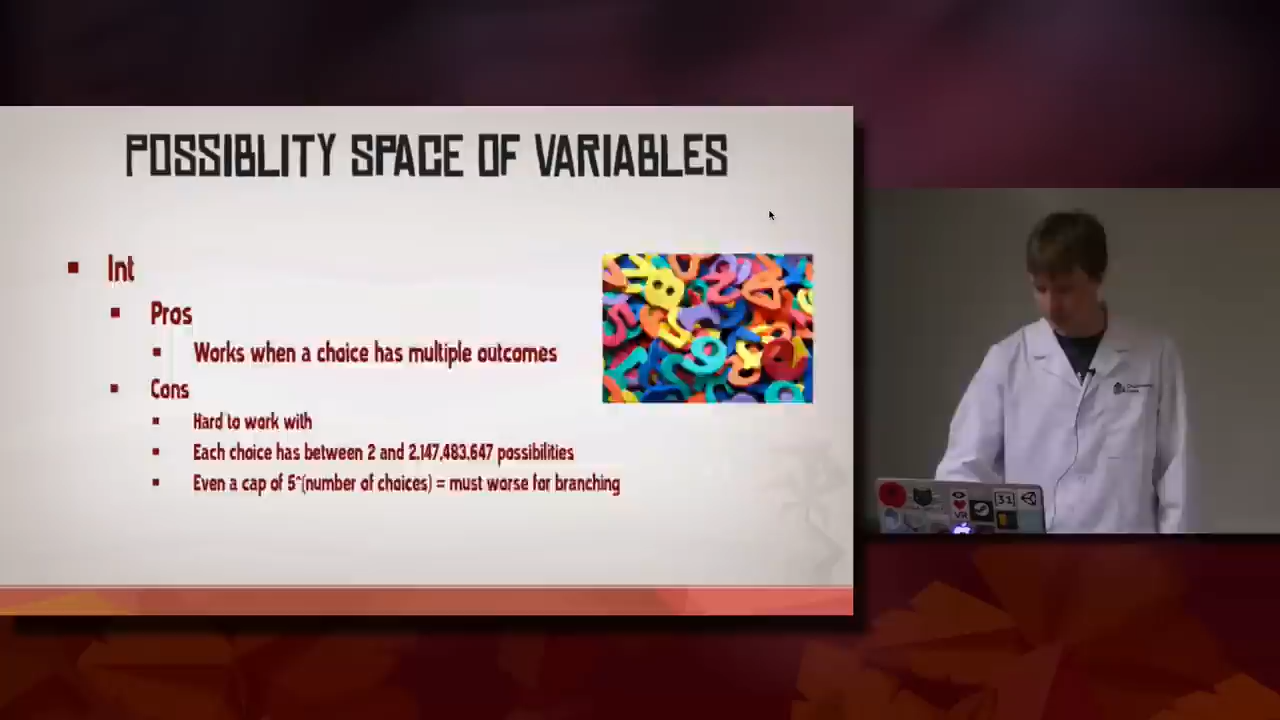 POSSIBLITY SPACE OF VARIABLES
Int
Pros
Works when a choice has multiple outcomes
Cons
Hard to work with
Each choice has between 2 and 2,147,483,647 possibilities
Even a cap of 5^(number of choices) = must worse for branching
VR
31